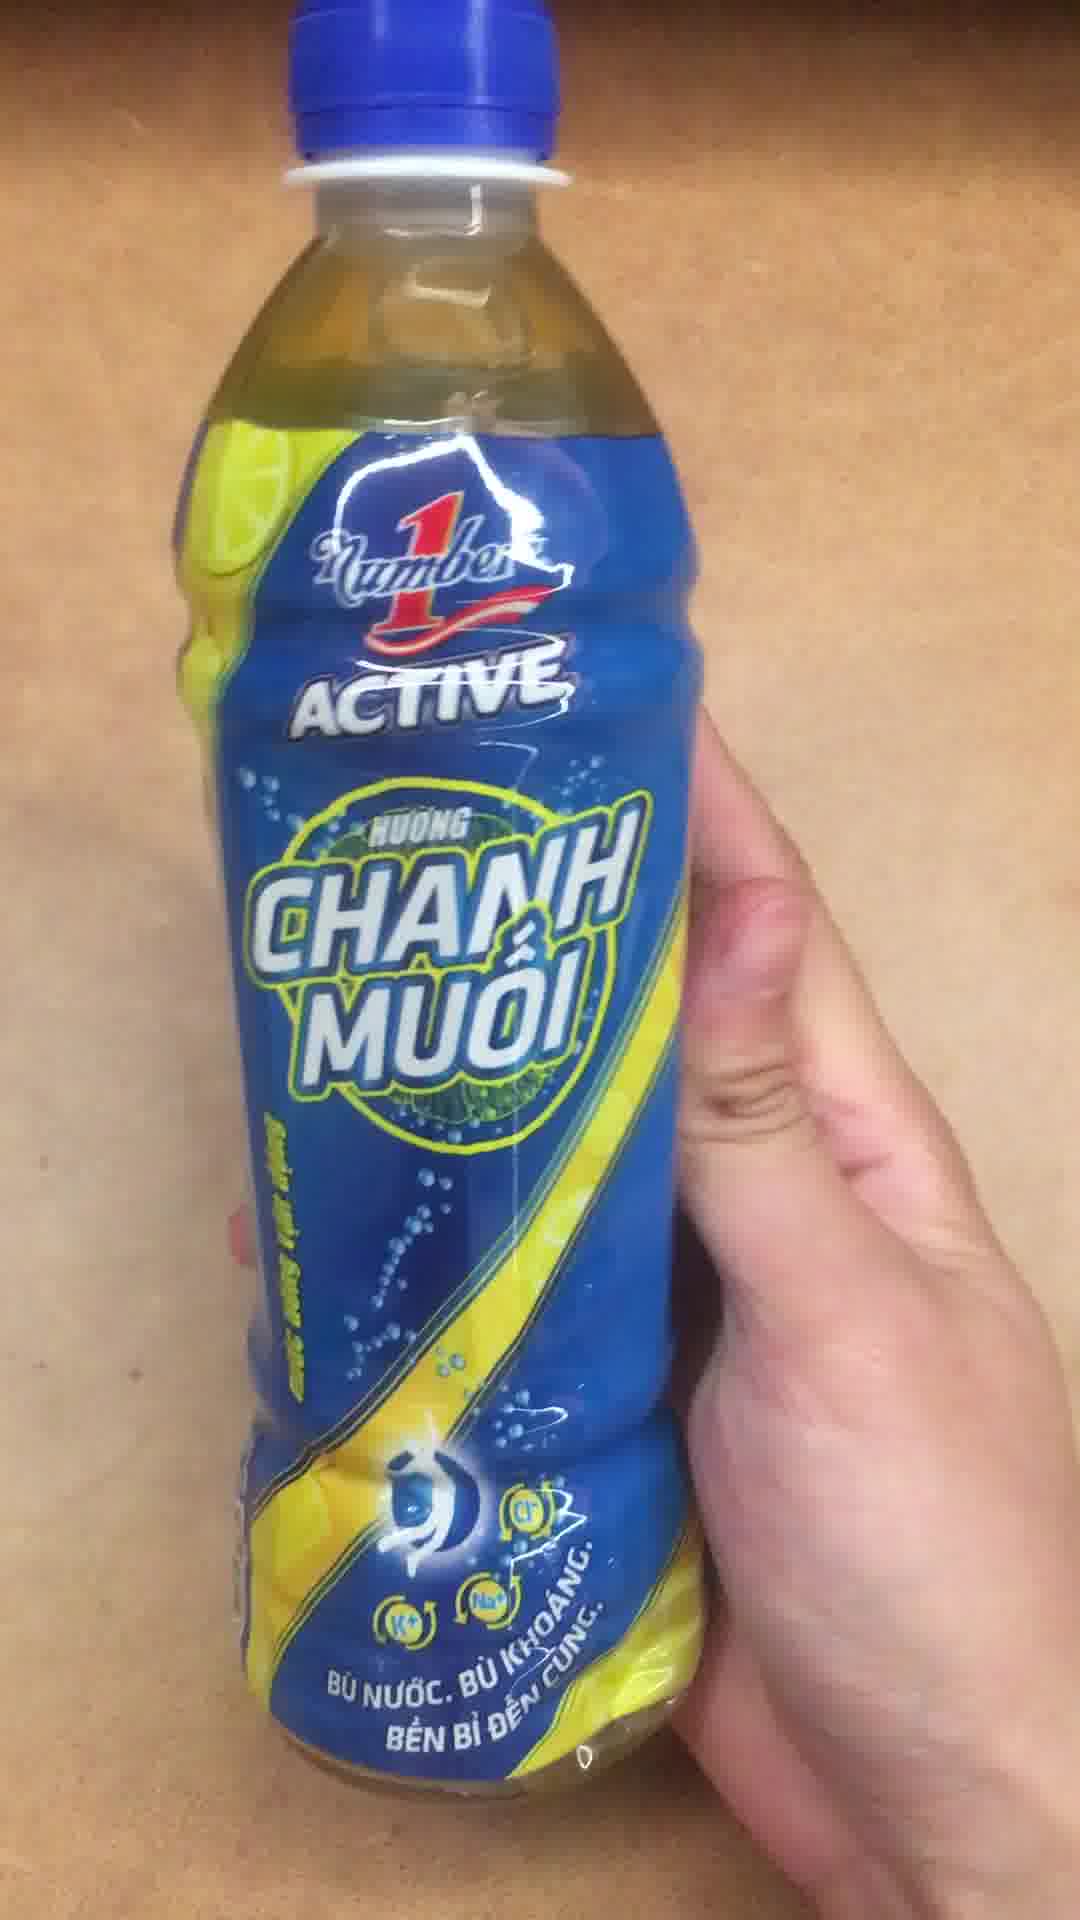 Number 1
ACTIVE
HƯƠNG
CHANH
MUỐI
K+
Na+
Cl-
BÙ NƯỚC. BÙ KHOÁNG.
BỀN BỈ ĐẾN CÙNG.